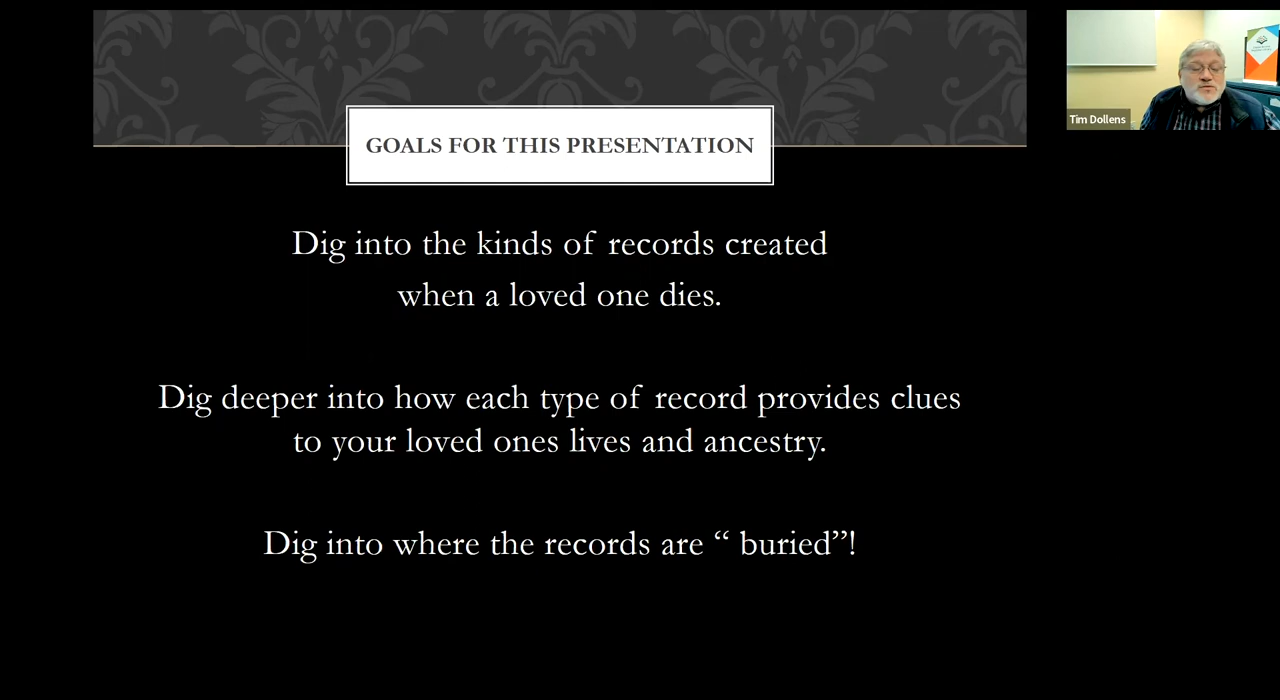 GOALS FOR THIS PRESENTATION
Dig into the kinds of records created
when a loved one dies.
Dig deeper into how each type of record provides clues
to your loved ones lives and ancestry.
Dig into where the records are “ buried”!
Tim Dollens